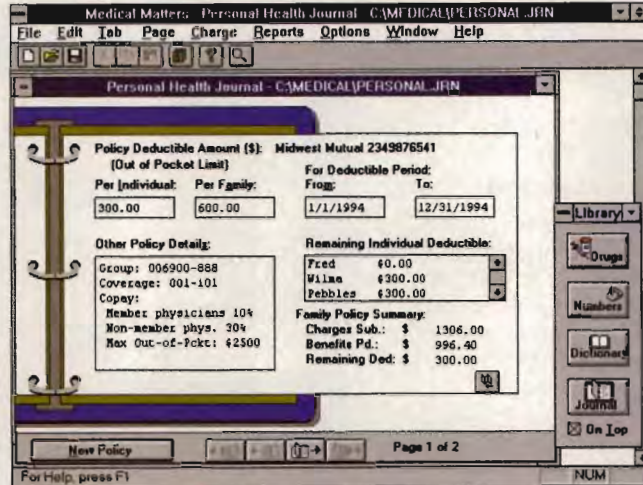 Medical Matters - Personal Health Journal - C:\MEDICAL\PERSONAL.JRN
File Edit Tab Page Charge Reports Options Window Help
Personal Health Journal - C:\MEDICAL\PERSONAL.JRN
Policy Deductible Amount ($): Midwest Mutual 2349876541
(Out of Pocket Limit)
For Deductible Period:
Per Individual: Per Family: From: To:
300.00 600.00 1/1/1994 12/31/1994
Other Policy Details:
Group: 006900-888
Coverage: 001-101
Copay:
Member physicians 10%
Non-member phys. 30%
Max Out-of-Pckt: $2500
Remaining Individual Deductible:
Fred $0.00
Wilma $300.00
Pebbles $300.00
Family Policy Summary:
Charges Sub.: $ 1306.00
Benefits Pd.: $ 996.40
Remaining Ded: $ 300.00
Library
Drugs
Numbers
Dictionary
Journal
On Top
New Policy
Page 1 of 2
For Help, press F1
NUM